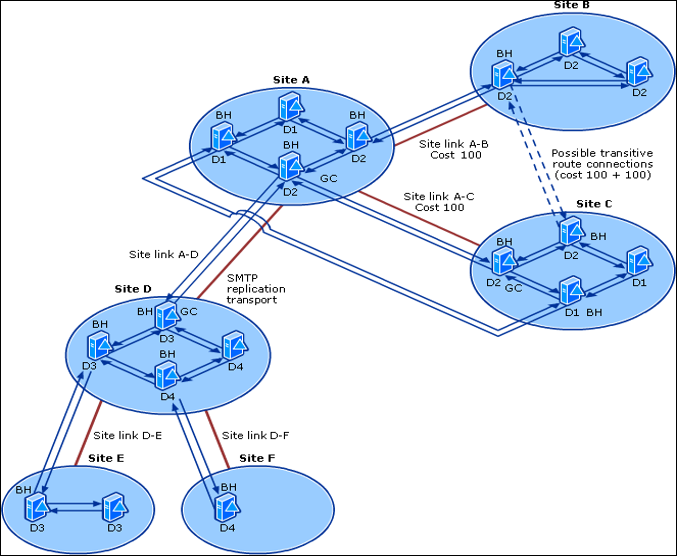 Site B
BH
D2
D2
D2
Site A
BH
D1
BH
D1
BH
D2
D2
GC
Site link A-B
Cost 100
Possible transitive
route connections
(cost 100 + 100)
Site link A-C
Cost 100
Site C
BH
BH
D2
D2
GC
D1
D1
BH
Site link A-D
SMTP
replication
transport
Site D
BH
GC
D3
BH
D3
BH
D4
D4
Site link D-E
Site link D-F
Site E
BH
D3
D3
Site F
BH
D4